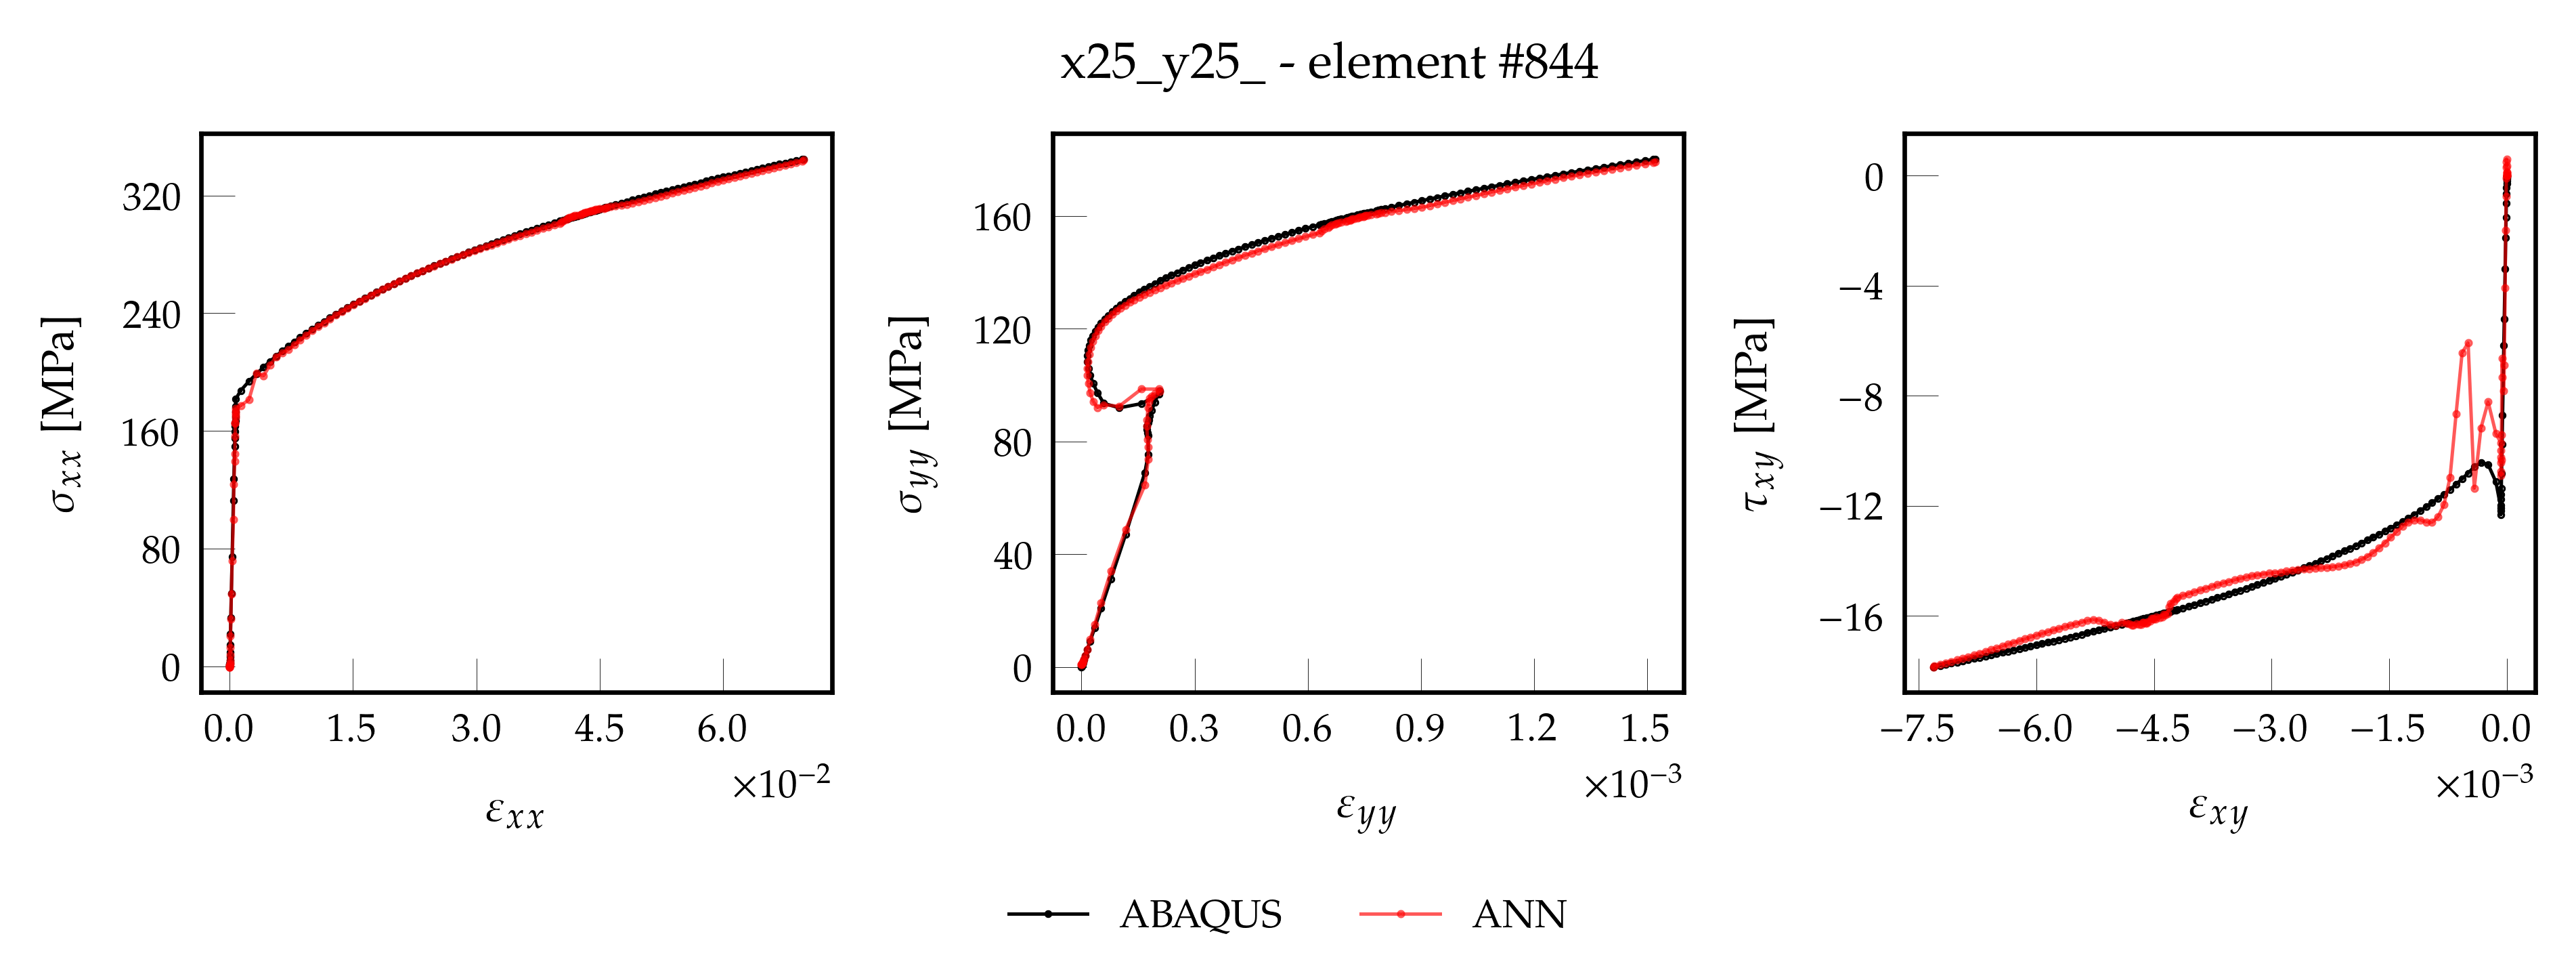 x25_y25_ - element #844
320
240
160
80
0
σxx [MPa]
0.0 1.5 3.0 4.5 6.0
×10−2
εxx
160
120
80
40
0
σyy [MPa]
0.0 0.3 0.6 0.9 1.2 1.5
×10−3
εyy
0
−4
−8
−12
−16
τxy [MPa]
−7.5 −6.0 −4.5 −3.0 −1.5 0.0
×10−3
εxy
ABAQUS ANN